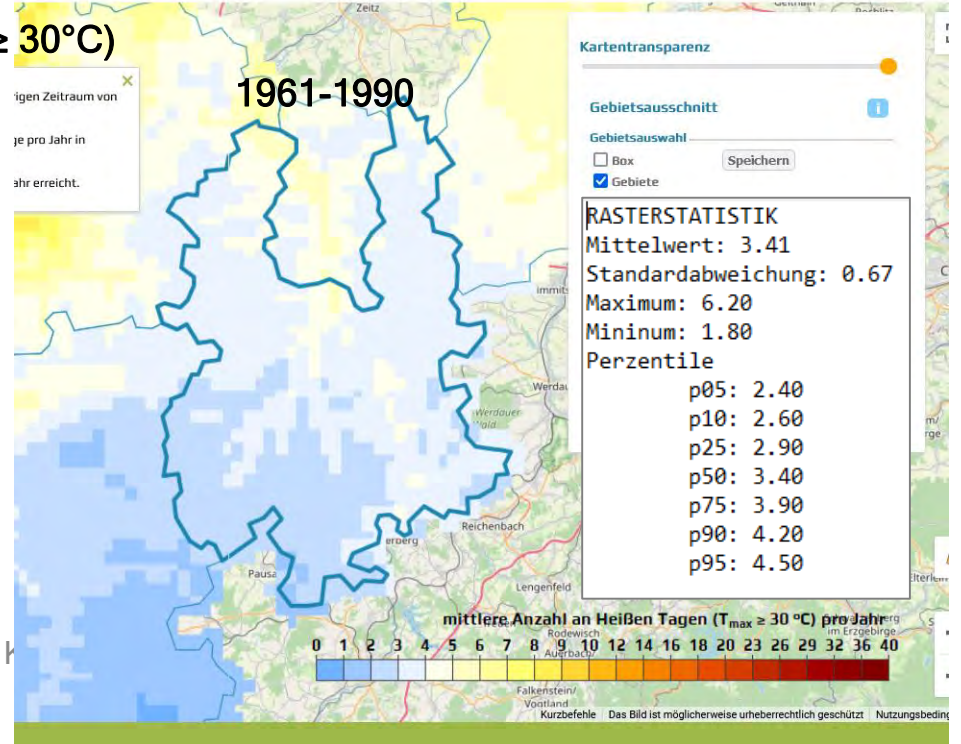 ≥ 30°C)
1961-1990
rigen Zeitraum von
ge pro Jahr in
ahr erreicht.
Zeitz
Kartentransparenz
Gebietsausschnitt
i
Gebietsauswahl
Box
Speichern
Gebiete
RASTERSTATISTIK
Mittelwert: 3.41
Standardabweichung: 0.67
Maximum: 6.20
Mininum: 1.80
Perzentile
p05: 2.40
p10: 2.60
p25: 2.90
p50: 3.40
p75: 3.90
p90: 4.20
p95: 4.50
immits
Werdau
Werdauer
Wald
Reichenbach
erberg
Pausa
Lengenfeld
mittlere Anzahl an Heißen Tagen (Tmax ≥ 30 °C) pro Jahr
Rodewisch
im Erzgebirge
Auerbach/
0 1 2 3 4 5 6 7 8 9 10 12 14 16 18 20 23 26 29 32 36 40
K
Falkenstein/
Vogtland
Kurzbefehle
Das Bild ist möglicherweise urheberrechtlich geschützt
Nutzungsbeding